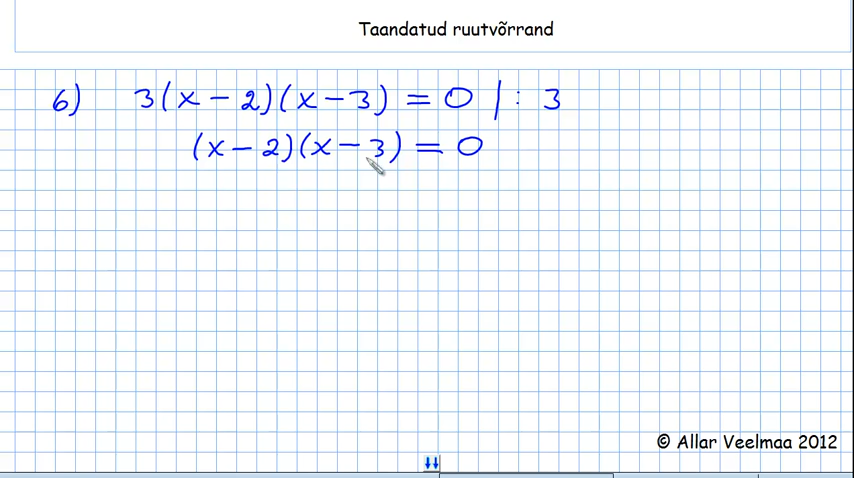 Taandatud ruutvõrrand
6) 3(x − 2)(x − 3) = 0 | : 3
(x − 2)(x − 3) = 0
© Allar Veelmaa 2012